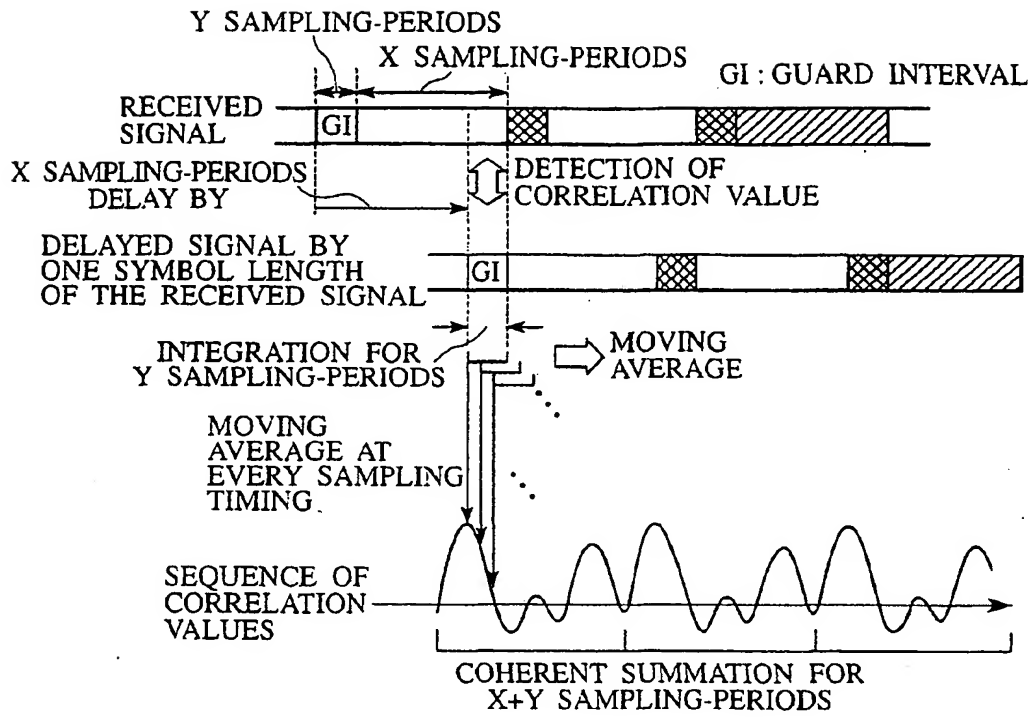 Y SAMPLING-PERIODS
X SAMPLING-PERIODS
GI : GUARD INTERVAL
RECEIVED
SIGNAL
GI
X SAMPLING-PERIODS
DELAY BY
DETECTION OF
CORRELATION VALUE
DELAYED SIGNAL BY
ONE SYMBOL LENGTH
OF THE RECEIVED SIGNAL
GI
INTEGRATION FOR
Y SAMPLING-PERIODS
MOVING
AVERAGE
MOVING
AVERAGE AT
EVERY SAMPLING
TIMING
SEQUENCE OF
CORRELATION
VALUES
COHERENT SUMMATION FOR
X+Y SAMPLING-PERIODS